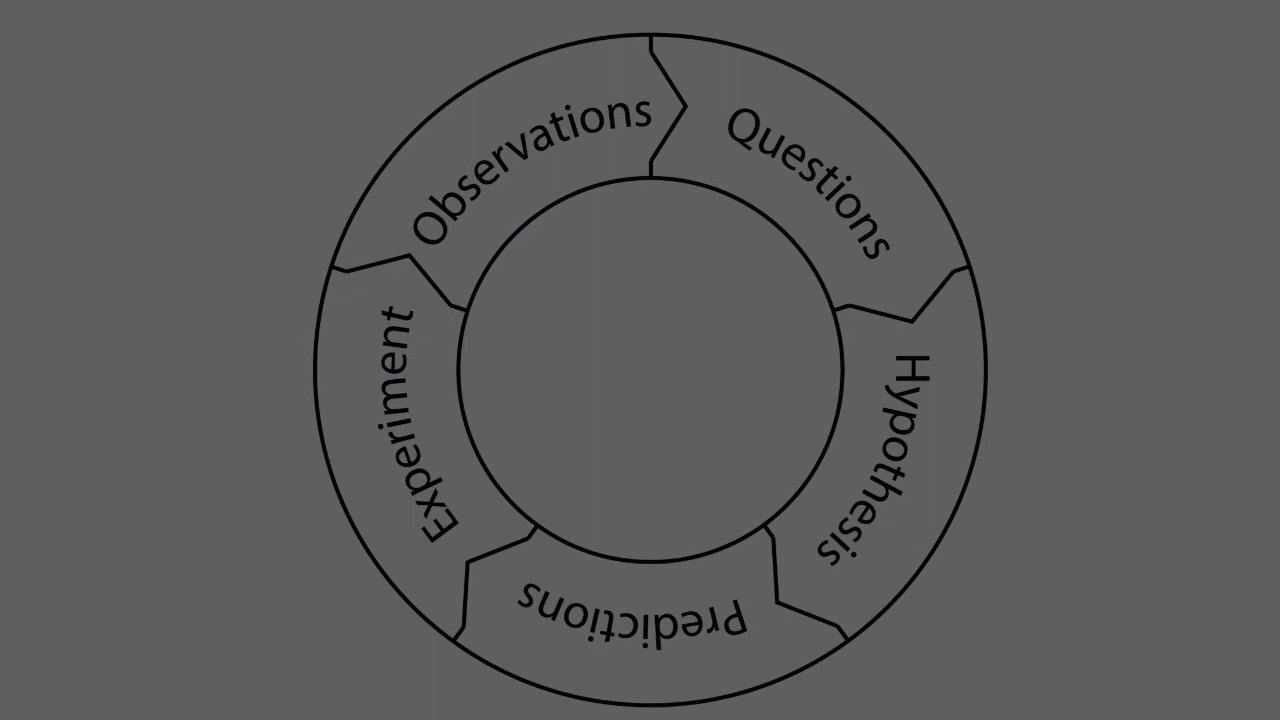 Observations
Questions
Hypothesis
Predictions
Experiment